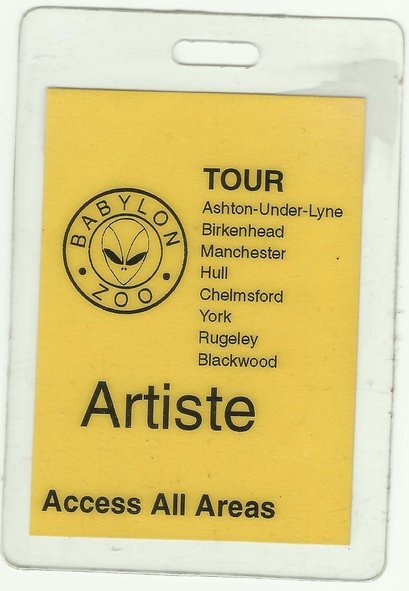 BABYLON
ZOO
TOUR
Ashton-Under-Lyne
Birkenhead
Manchester
Hull
Chelmsford
York
Rugeley
Blackwood
Artiste
Access All Areas